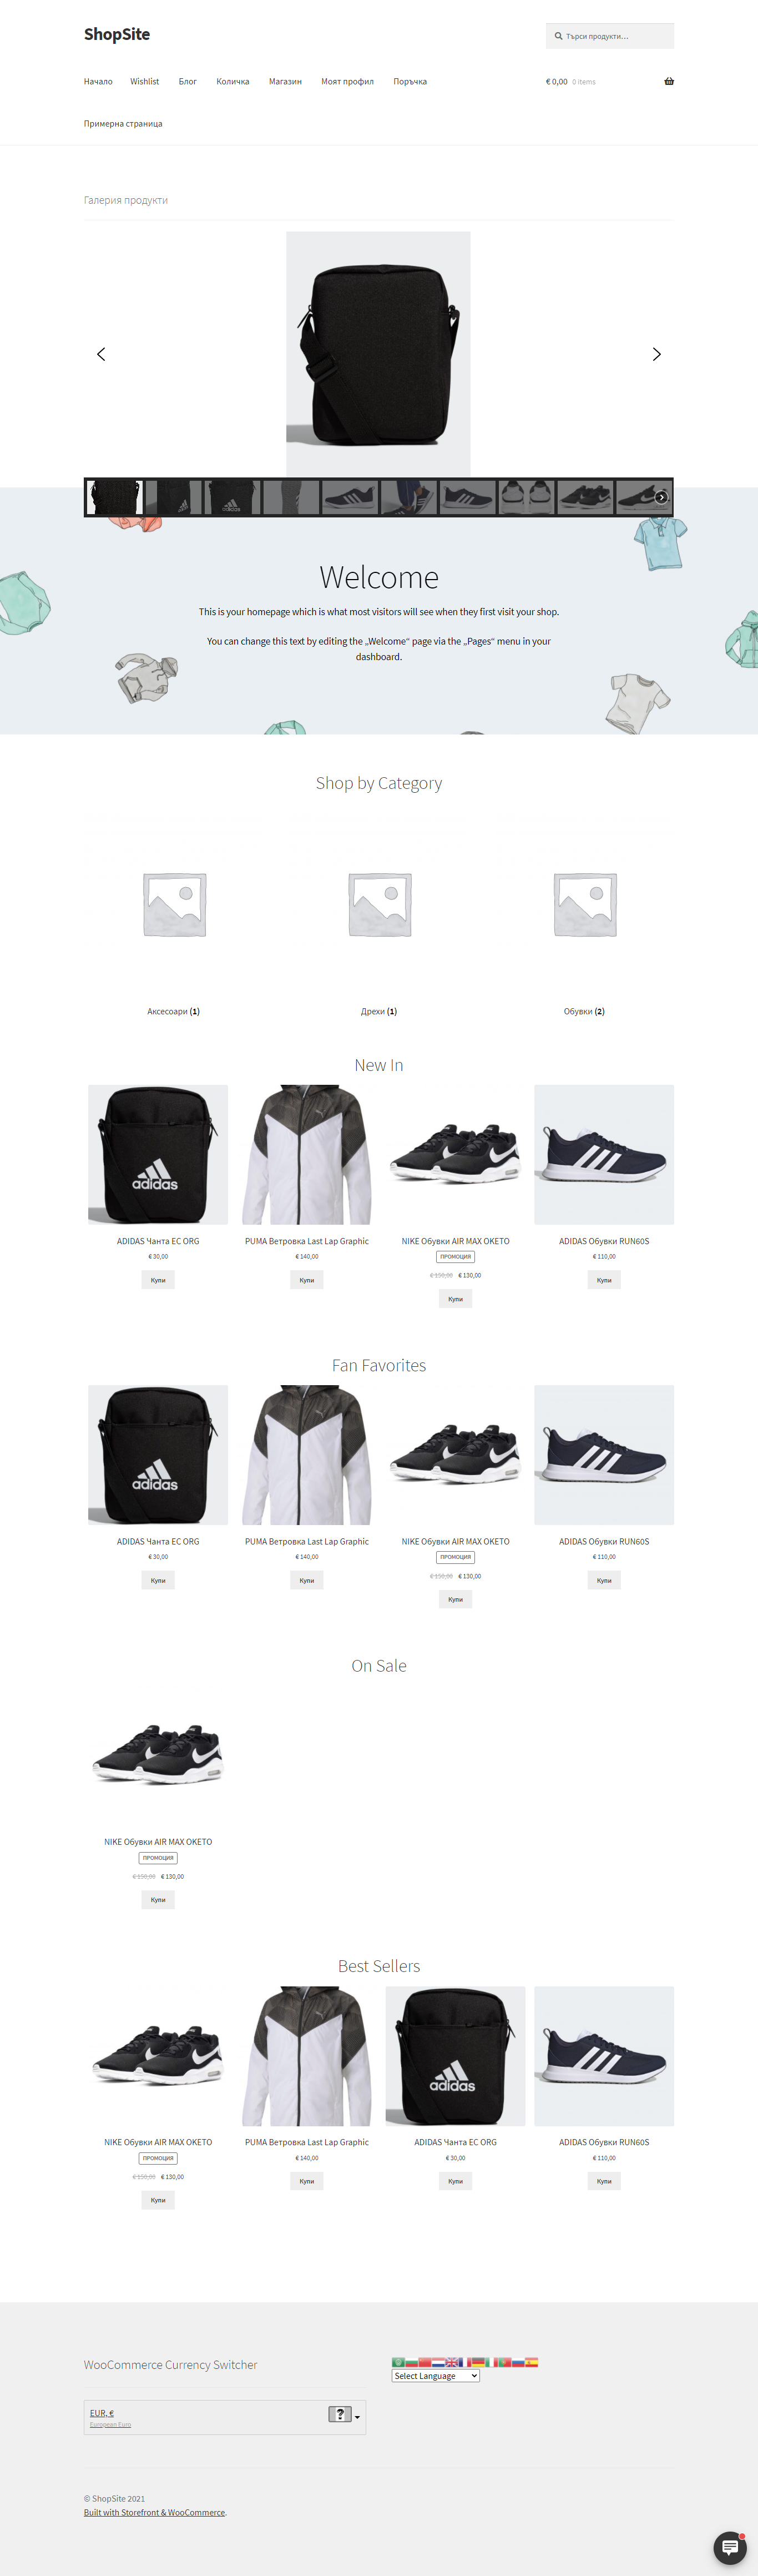 ShopSite
Търси продукти…
Начало Wishlist Блог Количка Магазин Моят профил Поръчка
€ 0,00 0 items
Примерна страница
Галерия продукти
Welcome
This is your homepage which is what most visitors will see when they first visit your shop.
You can change this text by editing the „Welcome“ page via the „Pages“ menu in your
dashboard.
Shop by Category
Аксесоари (1) Дрехи (1) Обувки (2)
New In
adidas
ADIDAS Чанта EC ORG PUMA Ветровка Last Lap Graphic NIKE Обувки AIR MAX OKETO ADIDAS Обувки RUN60S
€ 30,00 € 140,00 ПРОМОЦИЯ € 110,00
€ 150,00 € 130,00
Купи Купи Купи
Купи
Fan Favorites
adidas
ADIDAS Чанта EC ORG PUMA Ветровка Last Lap Graphic NIKE Обувки AIR MAX OKETO ADIDAS Обувки RUN60S
€ 30,00 € 140,00 ПРОМОЦИЯ € 110,00
€ 150,00 € 130,00
Купи Купи Купи
Купи
On Sale
NIKE Обувки AIR MAX OKETO
ПРОМОЦИЯ
€ 150,00 € 130,00
Купи
Best Sellers
adidas
NIKE Обувки AIR MAX OKETO PUMA Ветровка Last Lap Graphic ADIDAS Чанта EC ORG ADIDAS Обувки RUN60S
ПРОМОЦИЯ € 140,00 € 30,00 € 110,00
€ 150,00 € 130,00
Купи Купи Купи
Купи
WooCommerce Currency Switcher
Select Language
EUR, €
European Euro
?
© ShopSite 2021
Built with Storefront & WooCommerce.